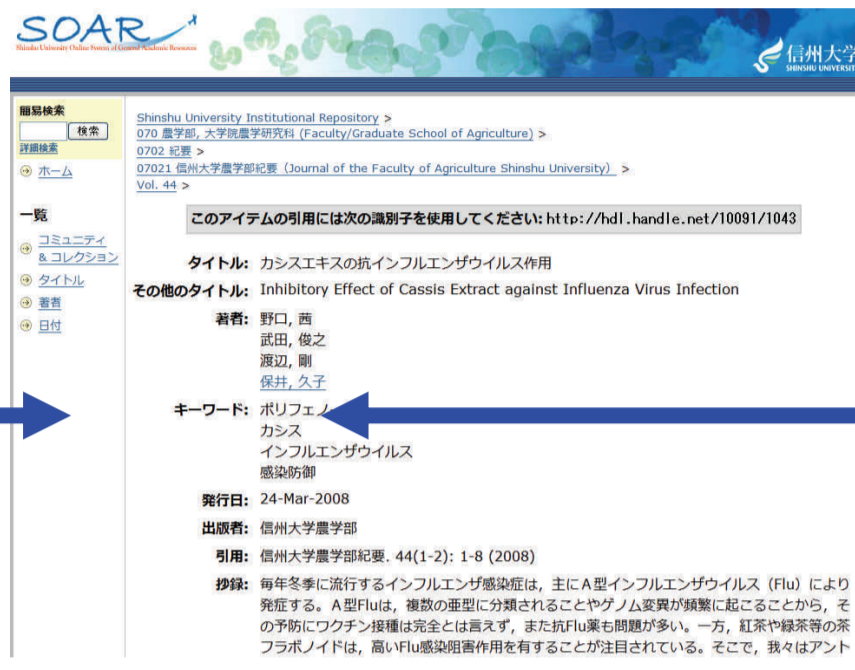 SOAR
Shinshu University Online System of General Academic Resources
信州大学
SHINSHU UNIVERSIT
簡易検索
検索
詳細検索
ホーム
一覧
コミュニティ
& コレクション
タイトル
著者
日付
Shinshu University Institutional Repository >
070 農学部, 大学院農学研究科 (Faculty/Graduate School of Agriculture) >
0702 紀要 >
07021 信州大学農学部紀要（Journal of the Faculty of Agriculture Shinshu University） >
Vol. 44 >
このアイテムの引用には次の識別子を使用してください: http://hdl.handle.net/10091/1043
タイトル: カシスエキスの抗インフルエンザウイルス作用
その他のタイトル: Inhibitory Effect of Cassis Extract against Influenza Virus Infection
著者: 野口, 茜
武田, 俊之
渡辺, 剛
保井, 久子
キーワード: ポリフェノ
カシス
インフルエンザウイルス
感染防御
発行日: 24-Mar-2008
出版者: 信州大学農学部
引用: 信州大学農学部紀要. 44(1-2): 1-8 (2008)
抄録: 毎年冬季に流行するインフルエンザ感染症は，主にＡ型インフルエンザウイルス（Flu）により
発症する。Ａ型Fluは，複数の亜型に分類されることやゲノム変異が頻繁に起こることから，そ
の予防にワクチン接種は完全とは言えず，また抗Flu薬も問題が多い。一方，紅茶や緑茶等の茶
フラボノイドは，高いFlu感染阻害作用を有することが注目されている。そこで，我々はアント